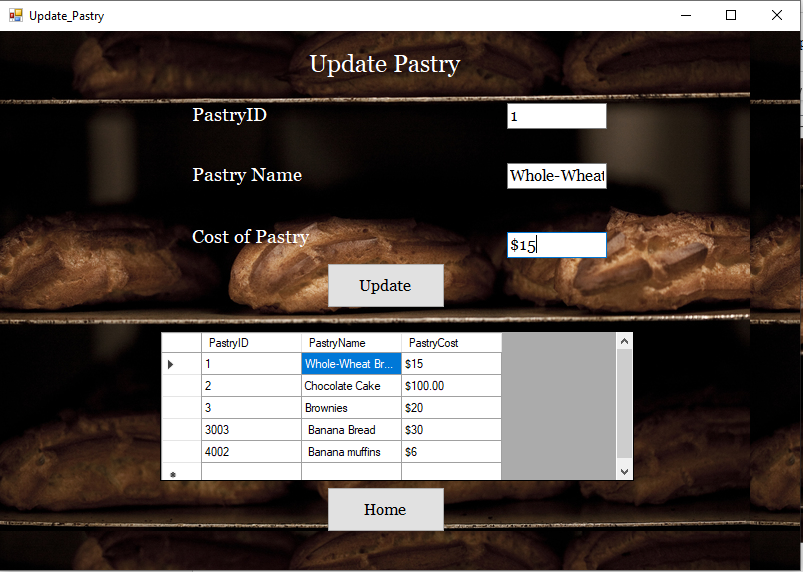 Update_Pastry
Update Pastry
PastryID 1
Pastry Name Whole-Wheat
Cost of Pastry $15
Update
PastryID PastryName PastryCost
1 Whole-Wheat Br... $15
2 Chocolate Cake $100.00
3 Brownies $20
3003 Banana Bread $30
4002 Banana muffins $6
Home